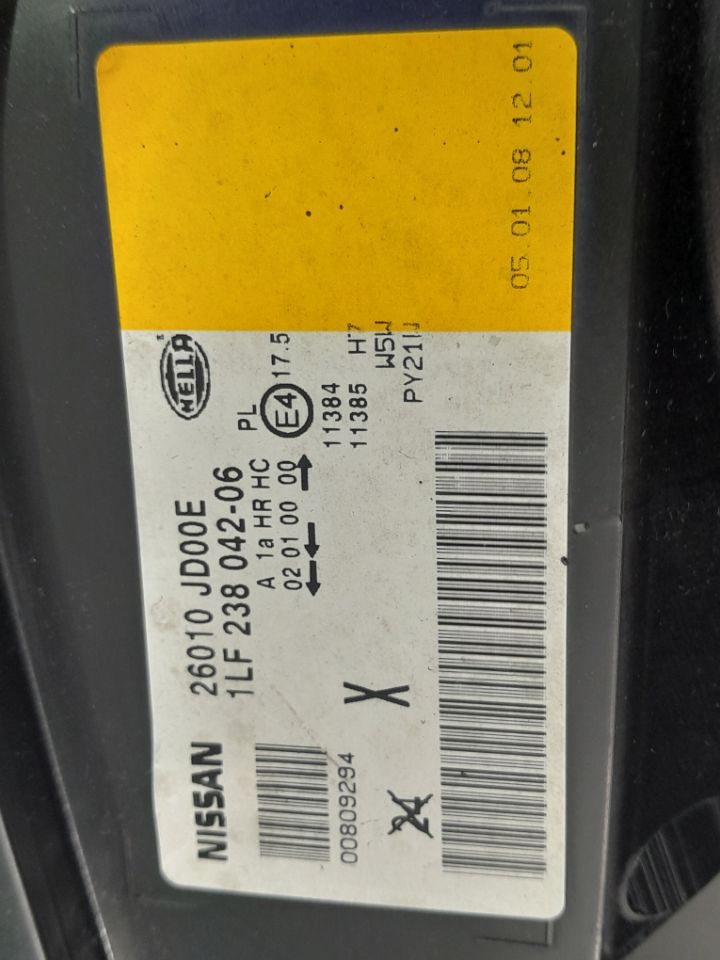 NISSAN
26010 JD00E
1LF 238 042-06
HELLA
®
A 1a HR HC PL
02 01 00 00
E4
17.5
11384
11385
H7
W5W
PY21W
00809294
X
24
05.01.08 12.01